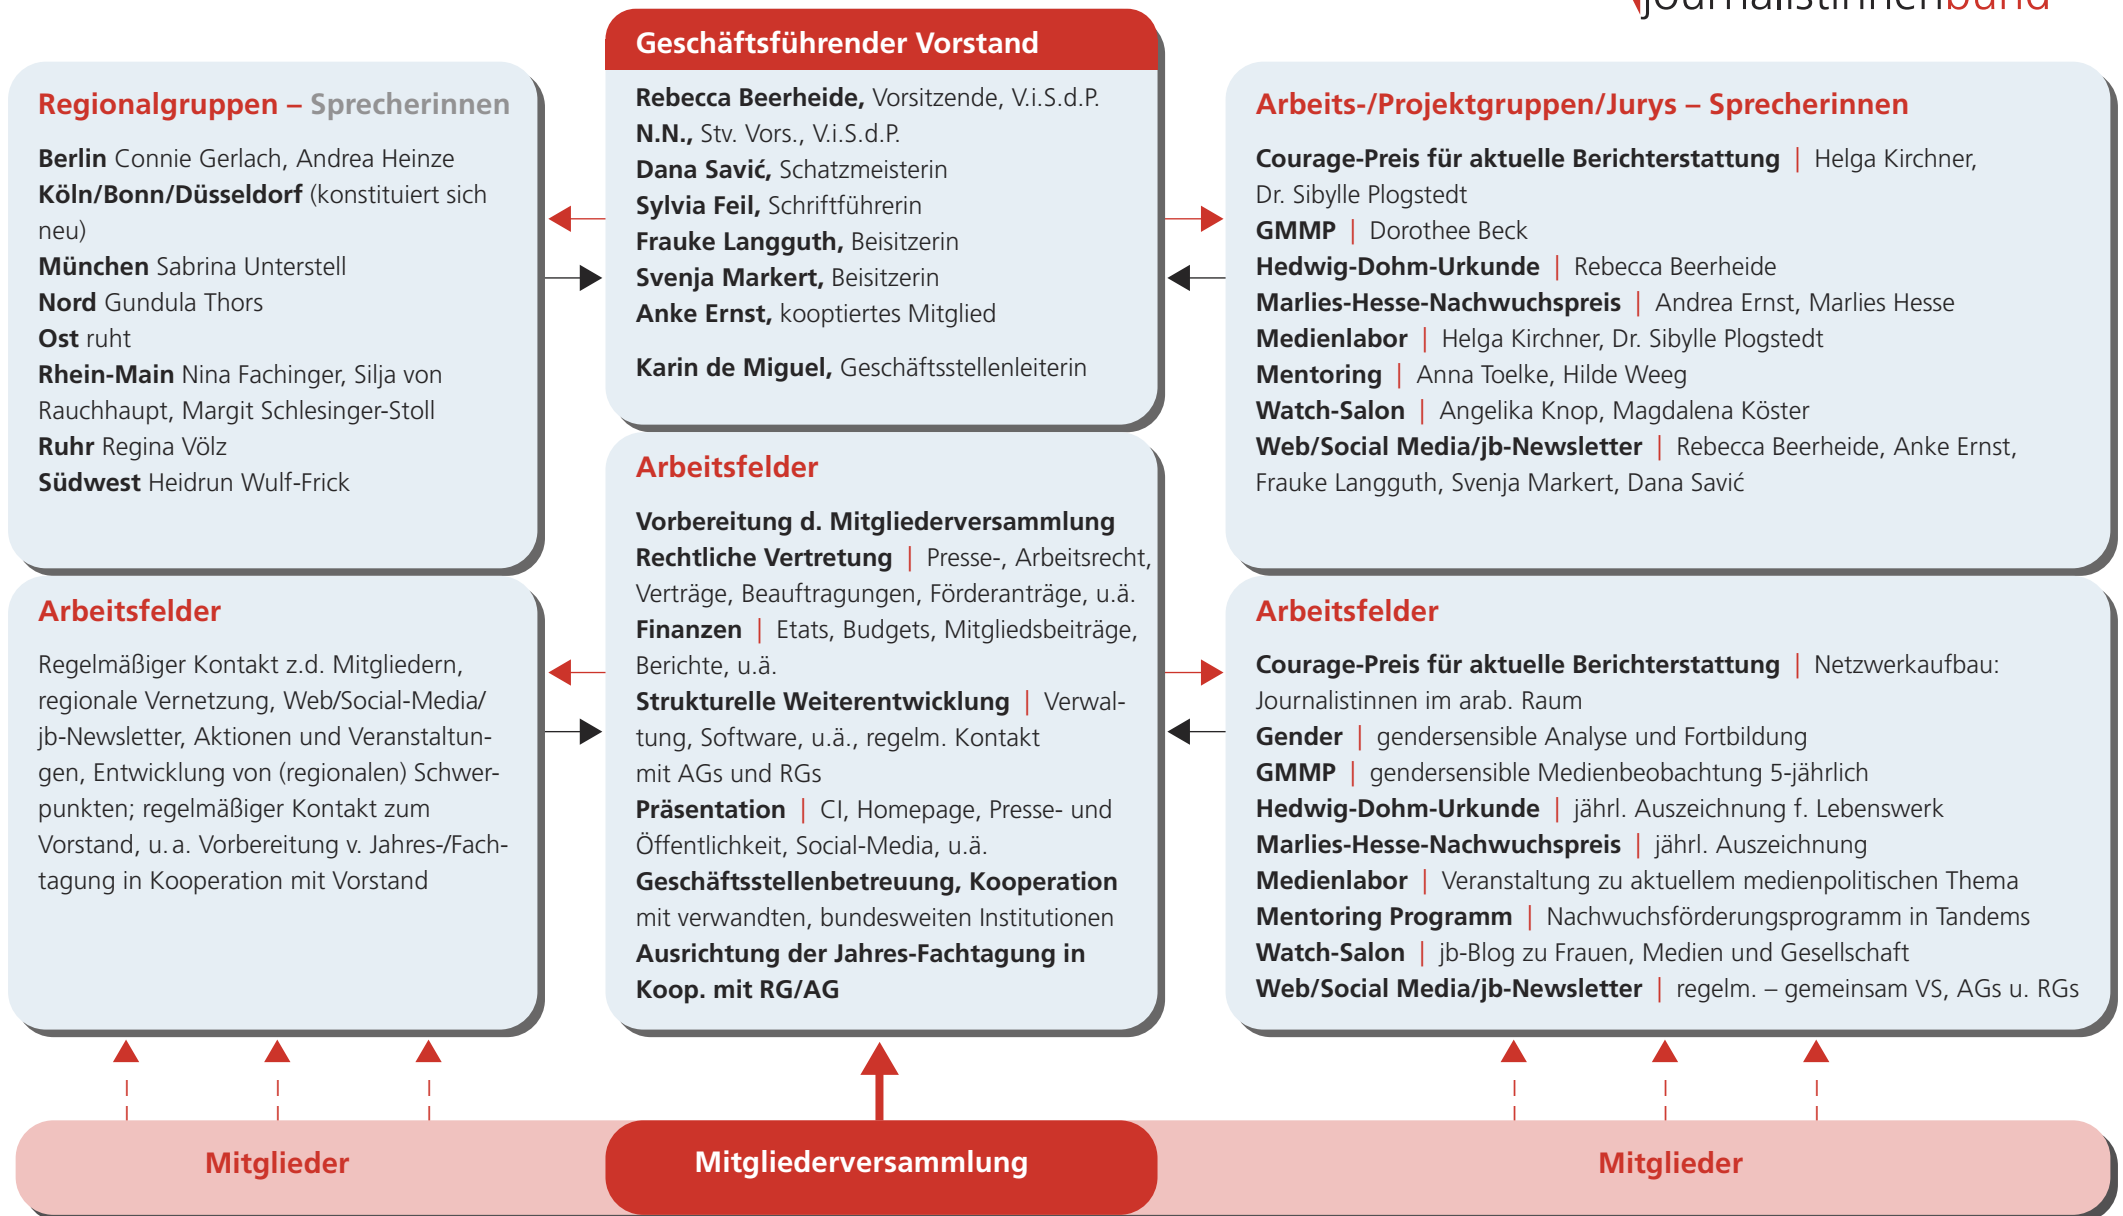 journalistinnenbund
Regionalgruppen – Sprecherinnen
Berlin Connie Gerlach, Andrea Heinze
Köln/Bonn/Düsseldorf (konstituiert sich
neu)
München Sabrina Unterstell
Nord Gundula Thors
Ost ruht
Rhein-Main Nina Fachinger, Silja von
Rauchhaupt, Margit Schlesinger-Stoll
Ruhr Regina Völz
Südwest Heidrun Wulf-Frick
Arbeitsfelder
Regelmäßiger Kontakt z.d. Mitgliedern,
regionale Vernetzung, Web/Social-Media/
jb-Newsletter, Aktionen und Veranstaltun-
gen, Entwicklung von (regionalen) Schwer-
punkten; regelmäßiger Kontakt zum
Vorstand, u. a. Vorbereitung v. Jahres-/Fach-
tagung in Kooperation mit Vorstand
Geschäftsführender Vorstand
Rebecca Beerheide, Vorsitzende, V.i.S.d.P.
N.N., Stv. Vors., V.i.S.d.P.
Dana Savić, Schatzmeisterin
Sylvia Feil, Schriftführerin
Frauke Langguth, Beisitzerin
Svenja Markert, Beisitzerin
Anke Ernst, kooptiertes Mitglied
Karin de Miguel, Geschäftsstellenleiterin
Arbeitsfelder
Vorbereitung d. Mitgliederversammlung
Rechtliche Vertretung | Presse-, Arbeitsrecht,
Verträge, Beauftragungen, Förderanträge, u.ä.
Finanzen | Etats, Budgets, Mitgliedsbeiträge,
Berichte, u.ä.
Strukturelle Weiterentwicklung | Verwal-
tung, Software, u.ä., regelm. Kontakt
mit AGs und RGs
Präsentation | CI, Homepage, Presse- und
Öffentlichkeit, Social-Media, u.ä.
Geschäftsstellenbetreuung, Kooperation
mit verwandten, bundesweiten Institutionen
Ausrichtung der Jahres-Fachtagung in
Koop. mit RG/AG
Arbeits-/Projektgruppen/Jurys – Sprecherinnen
Courage-Preis für aktuelle Berichterstattung | Helga Kirchner,
Dr. Sibylle Plogstedt
GMMP | Dorothee Beck
Hedwig-Dohm-Urkunde | Rebecca Beerheide
Marlies-Hesse-Nachwuchspreis | Andrea Ernst, Marlies Hesse
Medienlabor | Helga Kirchner, Dr. Sibylle Plogstedt
Mentoring | Anna Toelke, Hilde Weeg
Watch-Salon | Angelika Knop, Magdalena Köster
Web/Social Media/jb-Newsletter | Rebecca Beerheide, Anke Ernst,
Frauke Langguth, Svenja Markert, Dana Savić
Arbeitsfelder
Courage-Preis für aktuelle Berichterstattung | Netzwerkaufbau:
Journalistinnen im arab. Raum
Gender | gendersensible Analyse und Fortbildung
GMMP | gendersensible Medienbeobachtung 5-jährlich
Hedwig-Dohm-Urkunde | jährl. Auszeichnung f. Lebenswerk
Marlies-Hesse-Nachwuchspreis | jährl. Auszeichnung
Medienlabor | Veranstaltung zu aktuellem medienpolitischen Thema
Mentoring Programm | Nachwuchsförderungsprogramm in Tandems
Watch-Salon | jb-Blog zu Frauen, Medien und Gesellschaft
Web/Social Media/jb-Newsletter | regelm. – gemeinsam VS, AGs u. RGs
Mitglieder
Mitgliederversammlung
Mitglieder